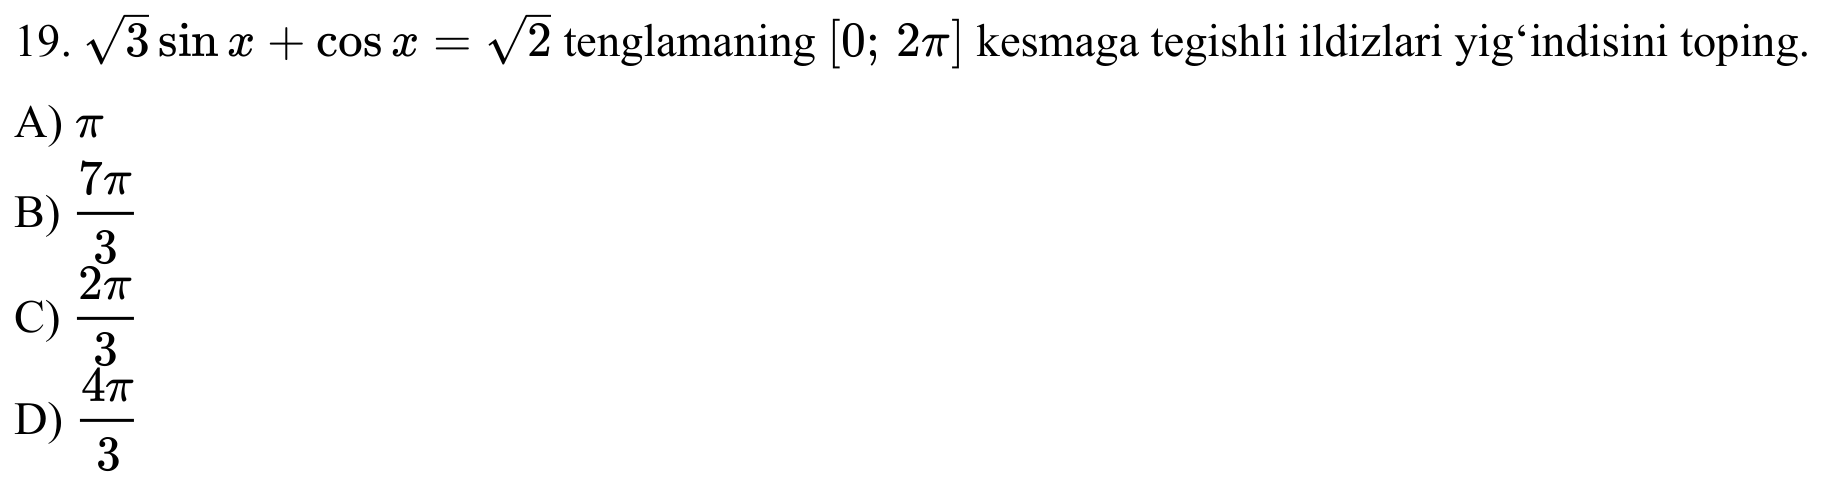 19. √3 sin x + cos x = √2 tenglamaning [0; 2π] kesmaga tegishli ildizlari yig‘indisini toping.
A) π
B) 7π/3
C) 2π/3
D) 4π/3